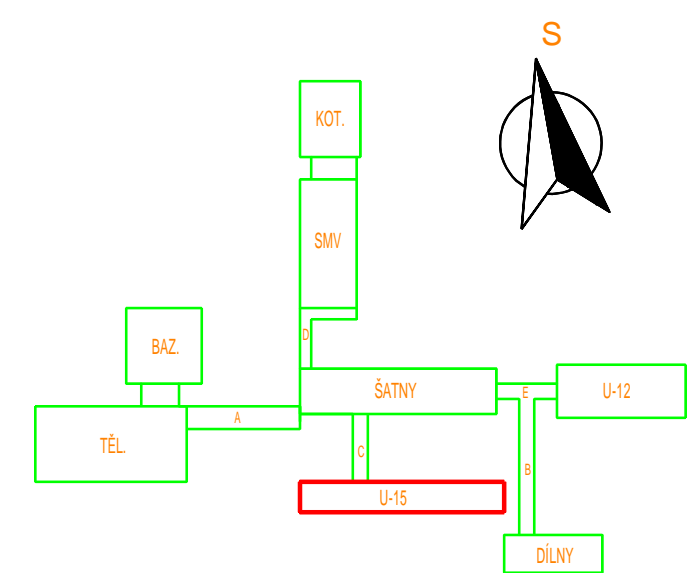 S
KOT.
SMV
D
BAZ.
ŠATNY
E
U-12
A
TĚL.
C
B
U-15
DÍLNY